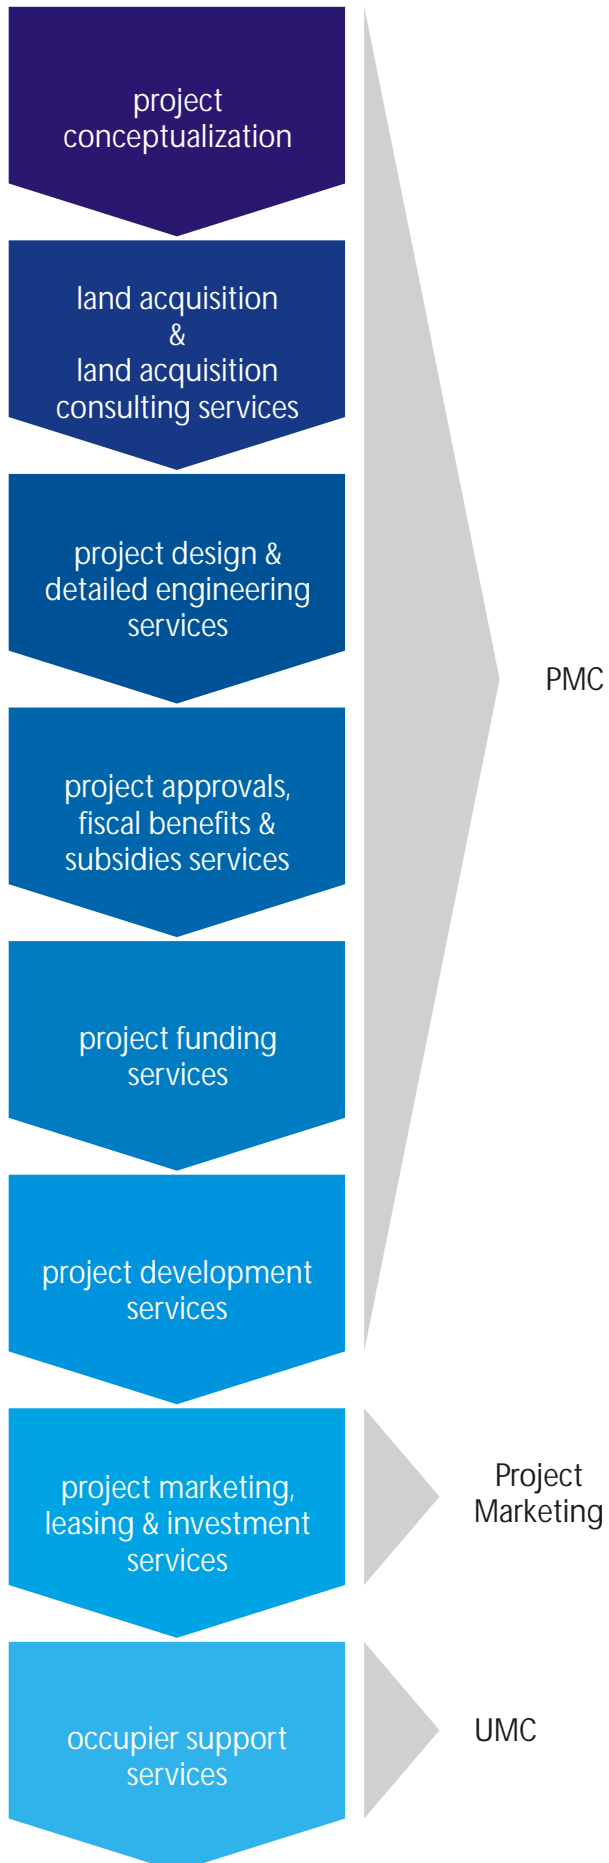 project
conceptualization
land acquisition
&
land acquisition
consulting services
project design &
detailed engineering
services
project approvals,
fiscal benefits &
subsidies services
project funding
services
project development
services
PMC
project marketing,
leasing & investment
services
Project
Marketing
occupier support
services
UMC